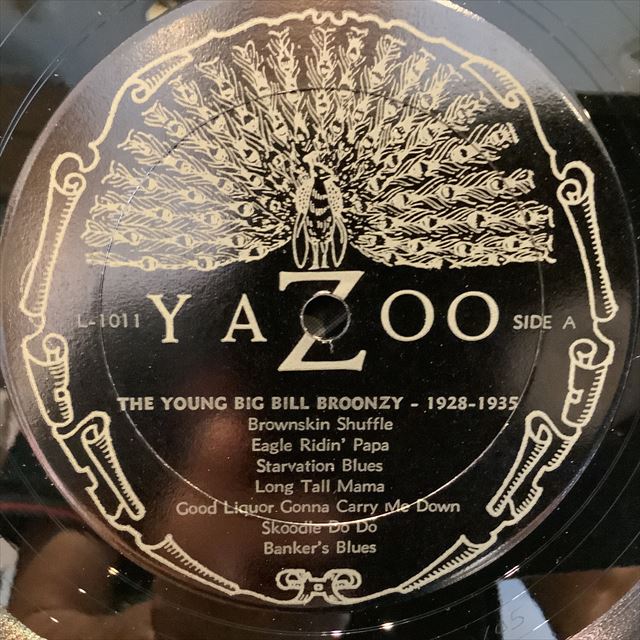 L-1011 YAZOO SIDE A
THE YOUNG BIG BILL BROONZY - 1928-1935
Brownskin Shuffle
Eagle Ridin' Papa
Starvation Blues
Long Tall Mama
Good Liquor Gonna Carry Me Down
Skoodle Do Do
Banker's Blues